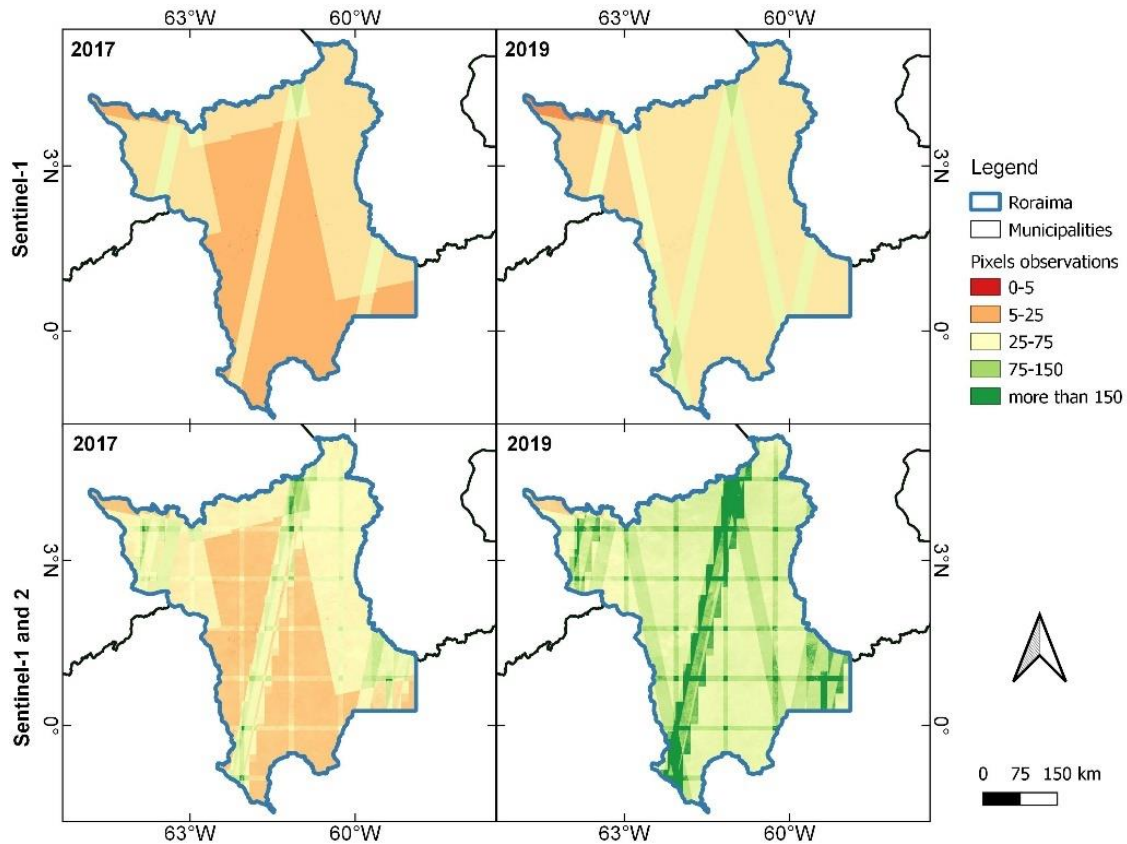 63°W 60°W 63°W 60°W
2017
2019
Sentinel-1
3°N
0°
3°N
0°
Legend
Roraima
Municipalities
Pixels observations
0-5
5-25
25-75
75-150
more than 150
2017
2019
Sentinel-1 and 2
3°N
0°
3°N
0°
0 75 150 km
63°W 60°W 63°W 60°W